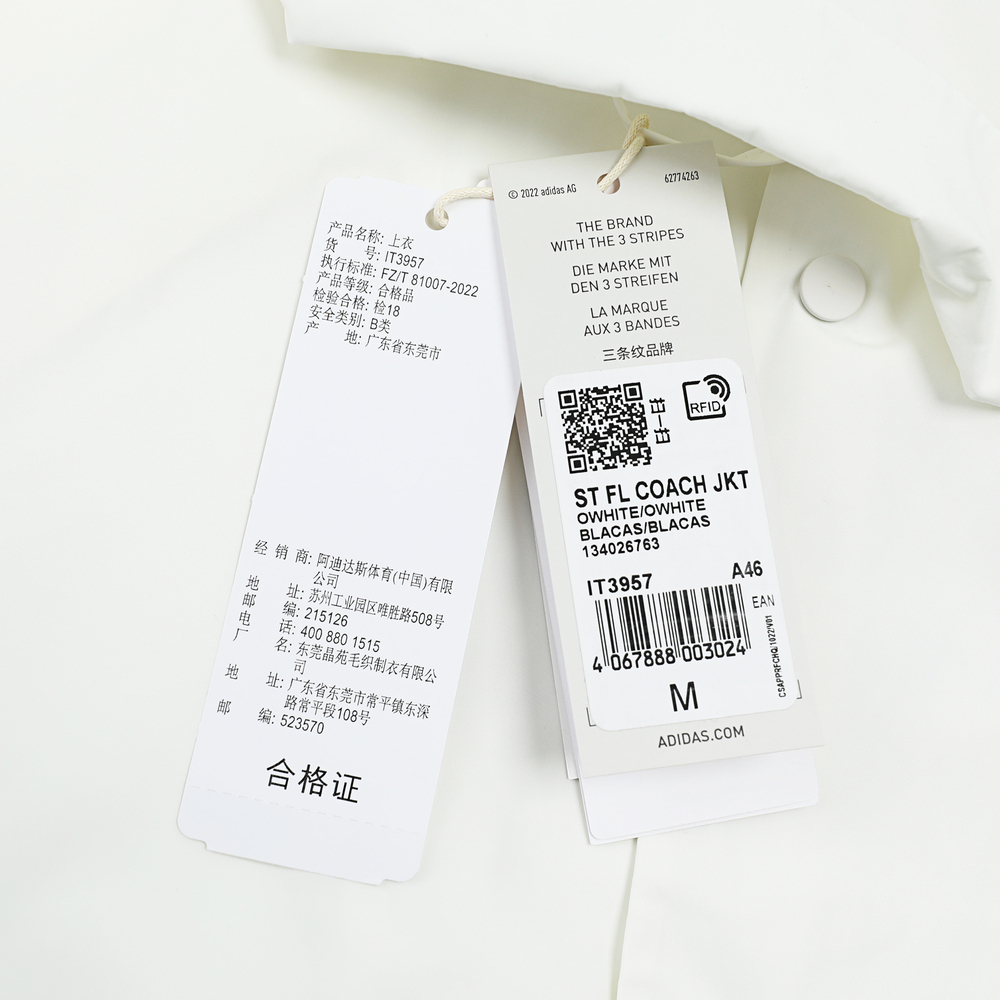 产品名称: 上衣
货 号: IT3957
执行标准: FZ/T 81007-2022
产品等级: 合格品
检验合格: 检18
安全类别: B类
产 地: 广东省东莞市
经 销 商: 阿迪达斯体育(中国)有限
公司
地 址: 苏州工业园区唯胜路508号
邮 编: 215126
电 话: 400 880 1515
厂 名: 东莞晶苑毛织制衣有限公
司
地 址: 广东省东莞市常平镇东深
路常平段108号
邮 编: 523570
合格证
© 2022 adidas AG
62774263
THE BRAND
WITH THE 3 STRIPES
DIE MARKE MIT
DEN 3 STREIFEN
LA MARQUE
AUX 3 BANDES
三条纹品牌
RFID
ST FL COACH JKT
OWHITE/OWHITE
BLACAS/BLACAS
134026763
IT3957 A46
EAN
4 067888 003024
CSAPPRFCHQ/1022/V01
M
ADIDAS.COM